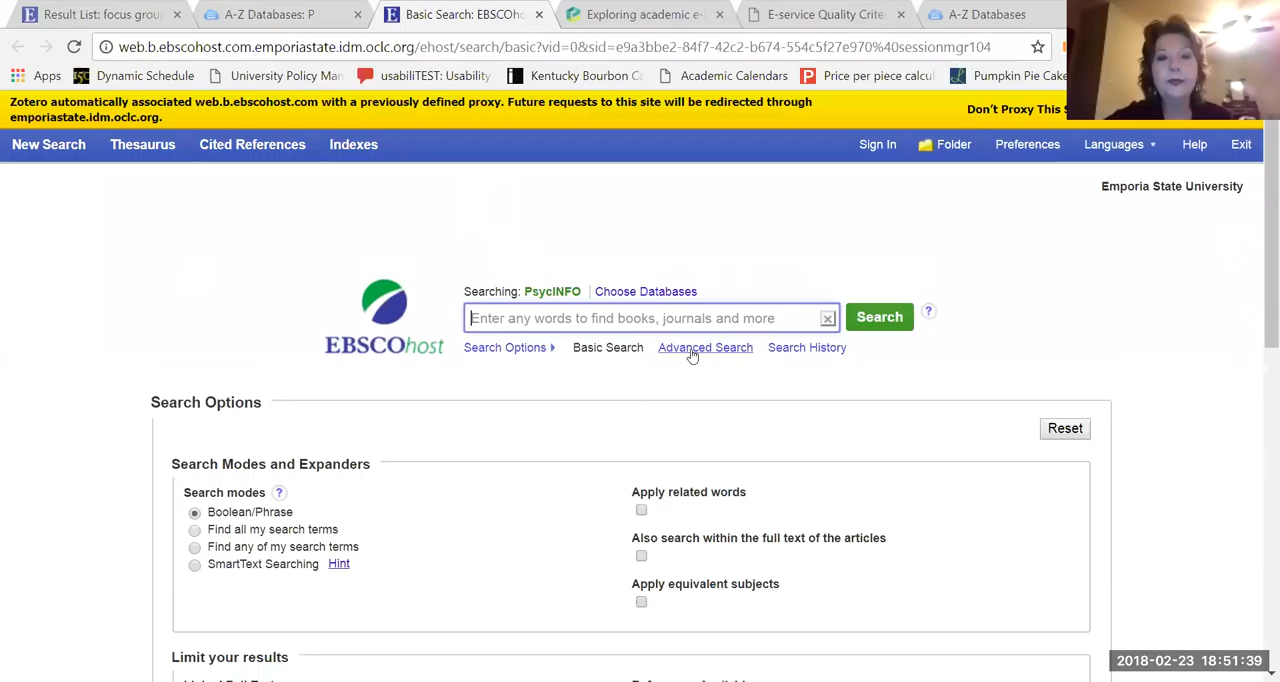 Result List: focus grou
A-Z Databases: P
Basic Search: EBSCOho
Exploring academic e-
E-service Quality Crite
A-Z Databases
web.b.ebscohost.com.emporiastate.idm.oclc.org/ehost/search/basic?vid=0&sid=e9a3bbe2-84f7-42c2-b674-554c5f27e970%40sessionmgr104
Apps Dynamic Schedule University Policy Man usabiliTEST: Usability Kentucky Bourbon Co Academic Calendars Price per piece calcul Pumpkin Pie Cake
Zotero automatically associated web.b.ebscohost.com with a previously defined proxy. Future requests to this site will be redirected through
emporiastate.idm.oclc.org.
Don't Proxy This S
New Search Thesaurus Cited References Indexes Sign In Folder Preferences Languages Help Exit
Emporia State University
Searching: PsycINFO Choose Databases
Enter any words to find books, journals and more Search ?
EBSCOhost
Search Options Basic Search Advanced Search Search History
Search Options
Reset
Search Modes and Expanders
Search modes ?
Boolean/Phrase
Find all my search terms
Find any of my search terms
SmartText Searching Hint
Apply related words
Also search within the full text of the articles
Apply equivalent subjects
Limit your results
2018-02-23 18:51:39